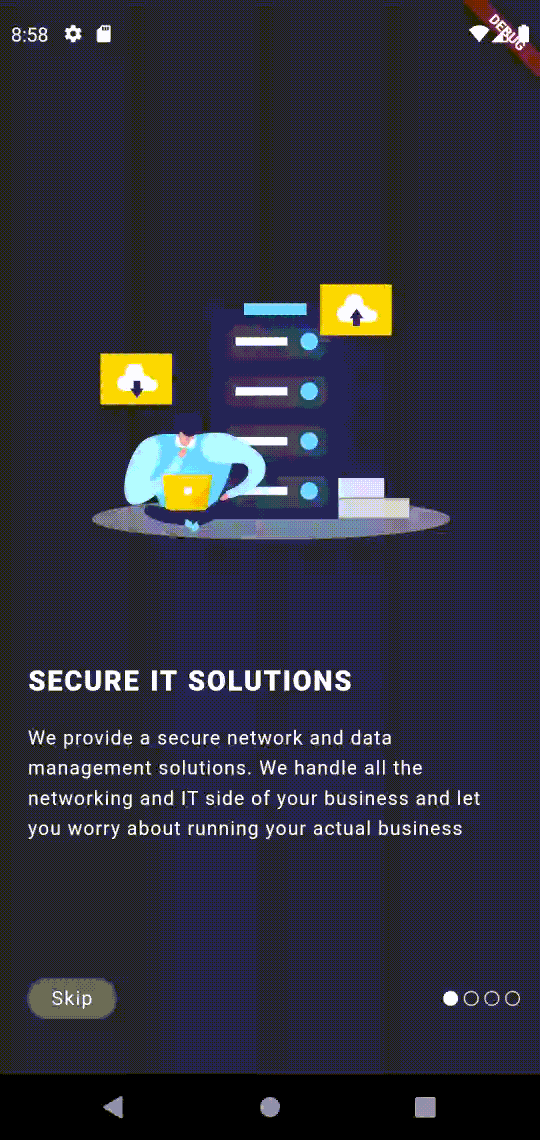 8:58
DEBUG
SECURE IT SOLUTIONS
We provide a secure network and data
management solutions. We handle all the
networking and IT side of your business and let
you worry about running your actual business
Skip